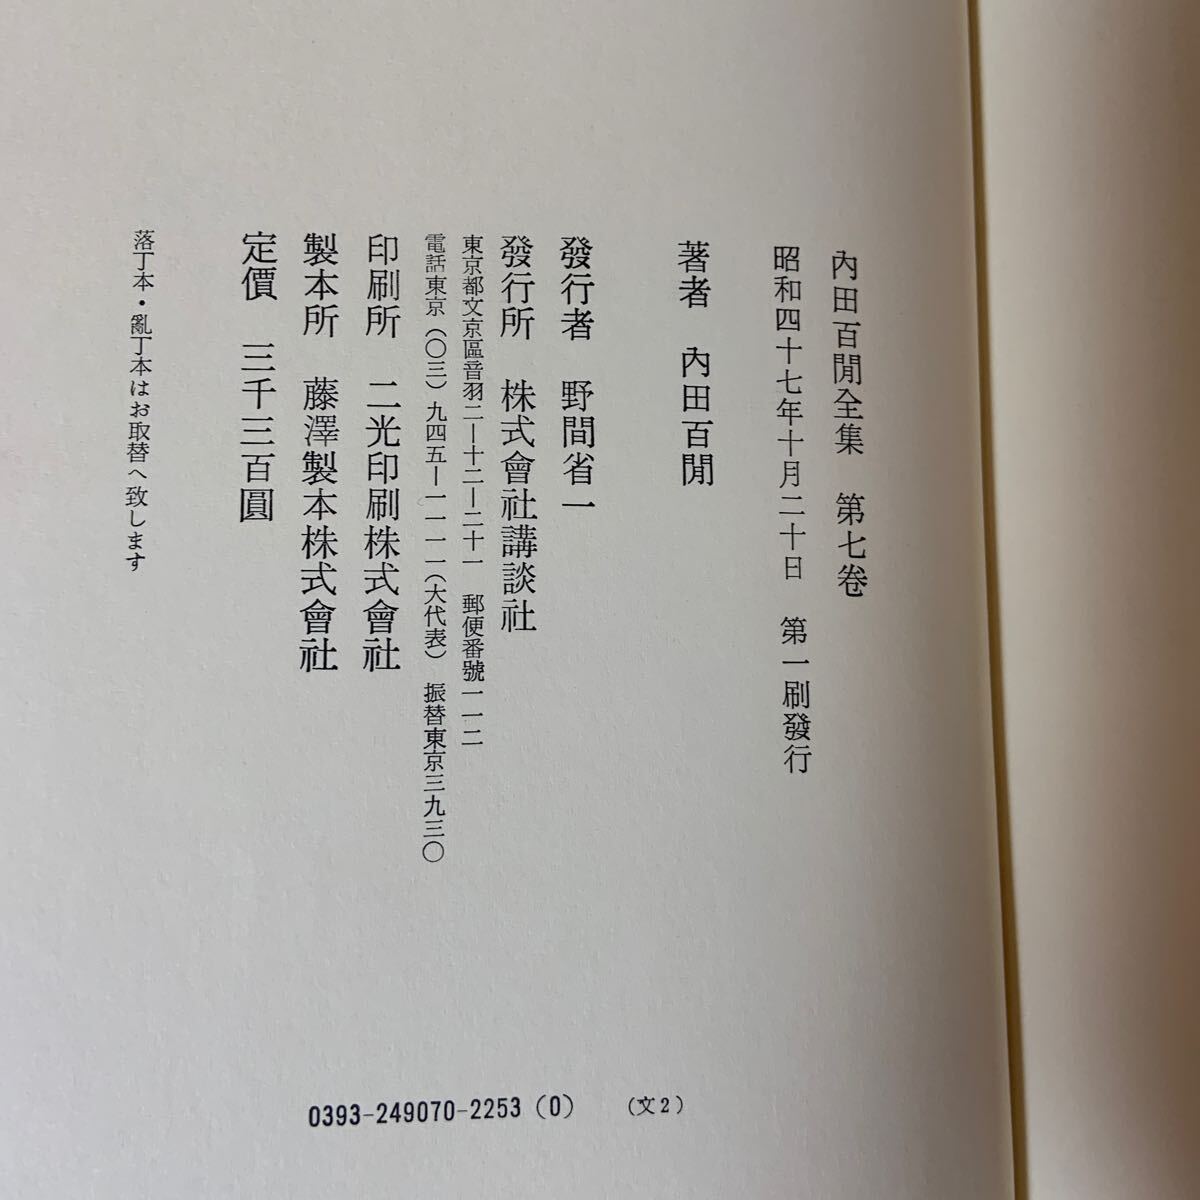 內田百閒全集　第七卷
昭和四十七年十月二十日　第一刷發行
著者　內田百閒
發行者　野間省一
發行所　株式會社講談社
東京都文京區音羽二―十二―二十一　郵便番號一一二
電話東京（〇三）九四五―一一一一（大代表）　振替東京三九三〇
印刷所　二光印刷株式會社
製本所　藤澤製本株式會社
定價　三千三百圓
落丁本・亂丁本はお取替へ致します
0393-249070-2253 (0)　（文2）